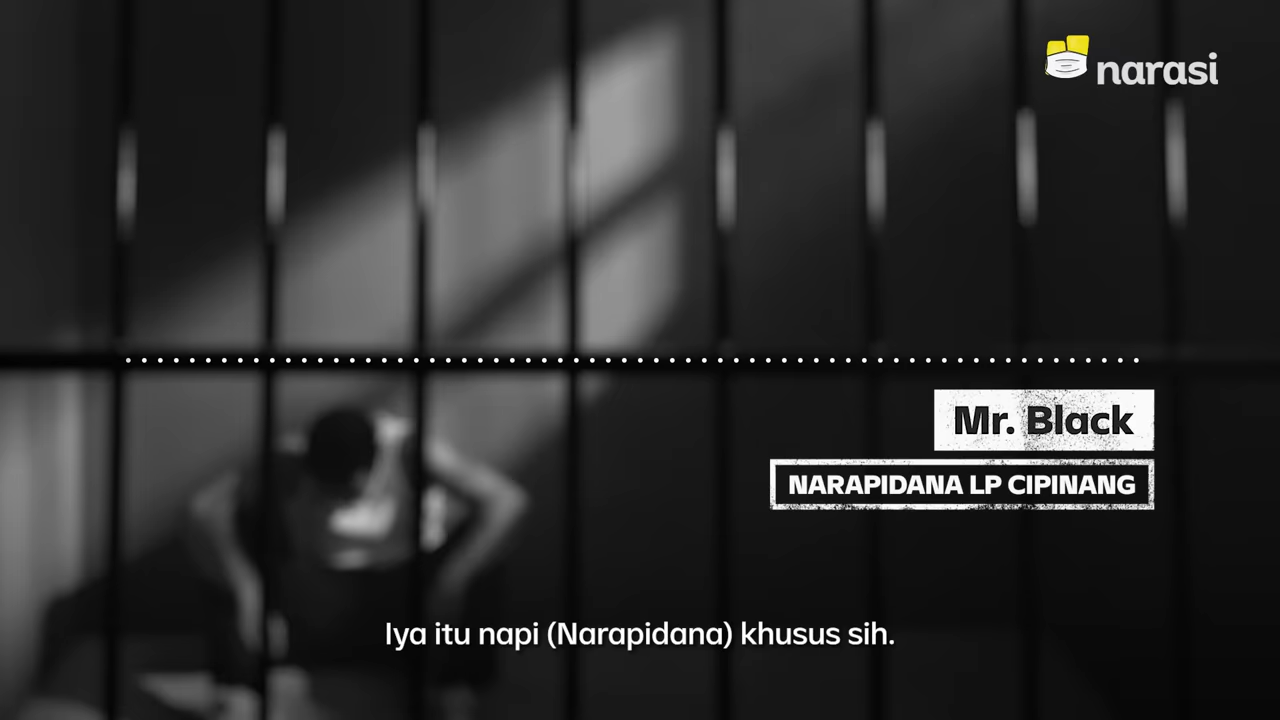 narasi
Mr. Black
NARAPIDANA LP CIPINANG
Iya itu napi (Narapidana) khusus sih.